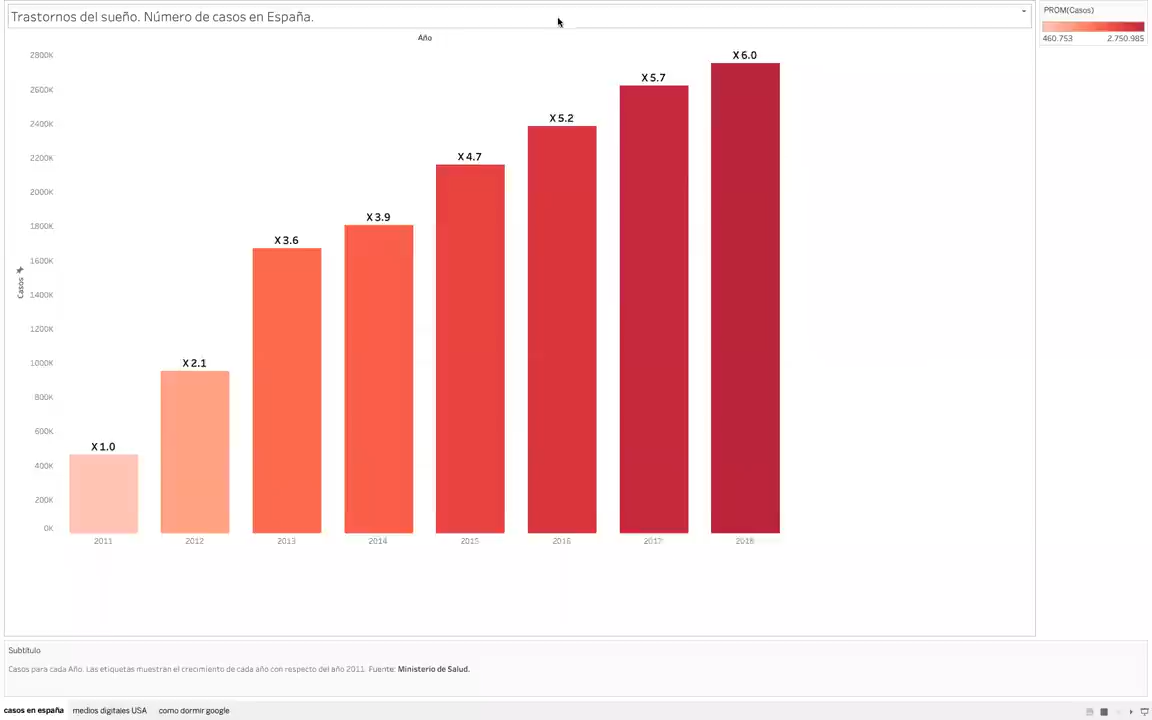 Trastornos del sueño. Número de casos en España.
PROM(Casos)
460.753 2.750.985
Año
2800K
2600K
2400K
2200K
2000K
1800K
1600K
1400K
1200K
1000K
800K
600K
400K
200K
0K
Casos
X 1.0
X 2.1
X 3.6
X 3.9
X 4.7
X 5.2
X 5.7
X 6.0
2011 2012 2013 2014 2015 2016 2017 2018
Subtítulo
Casos para cada Año. Las etiquetas muestran el crecimiento de cada año con respecto del año 2011. Fuente: Ministerio de Salud.
casos en españa medios digitales USA como dormir google